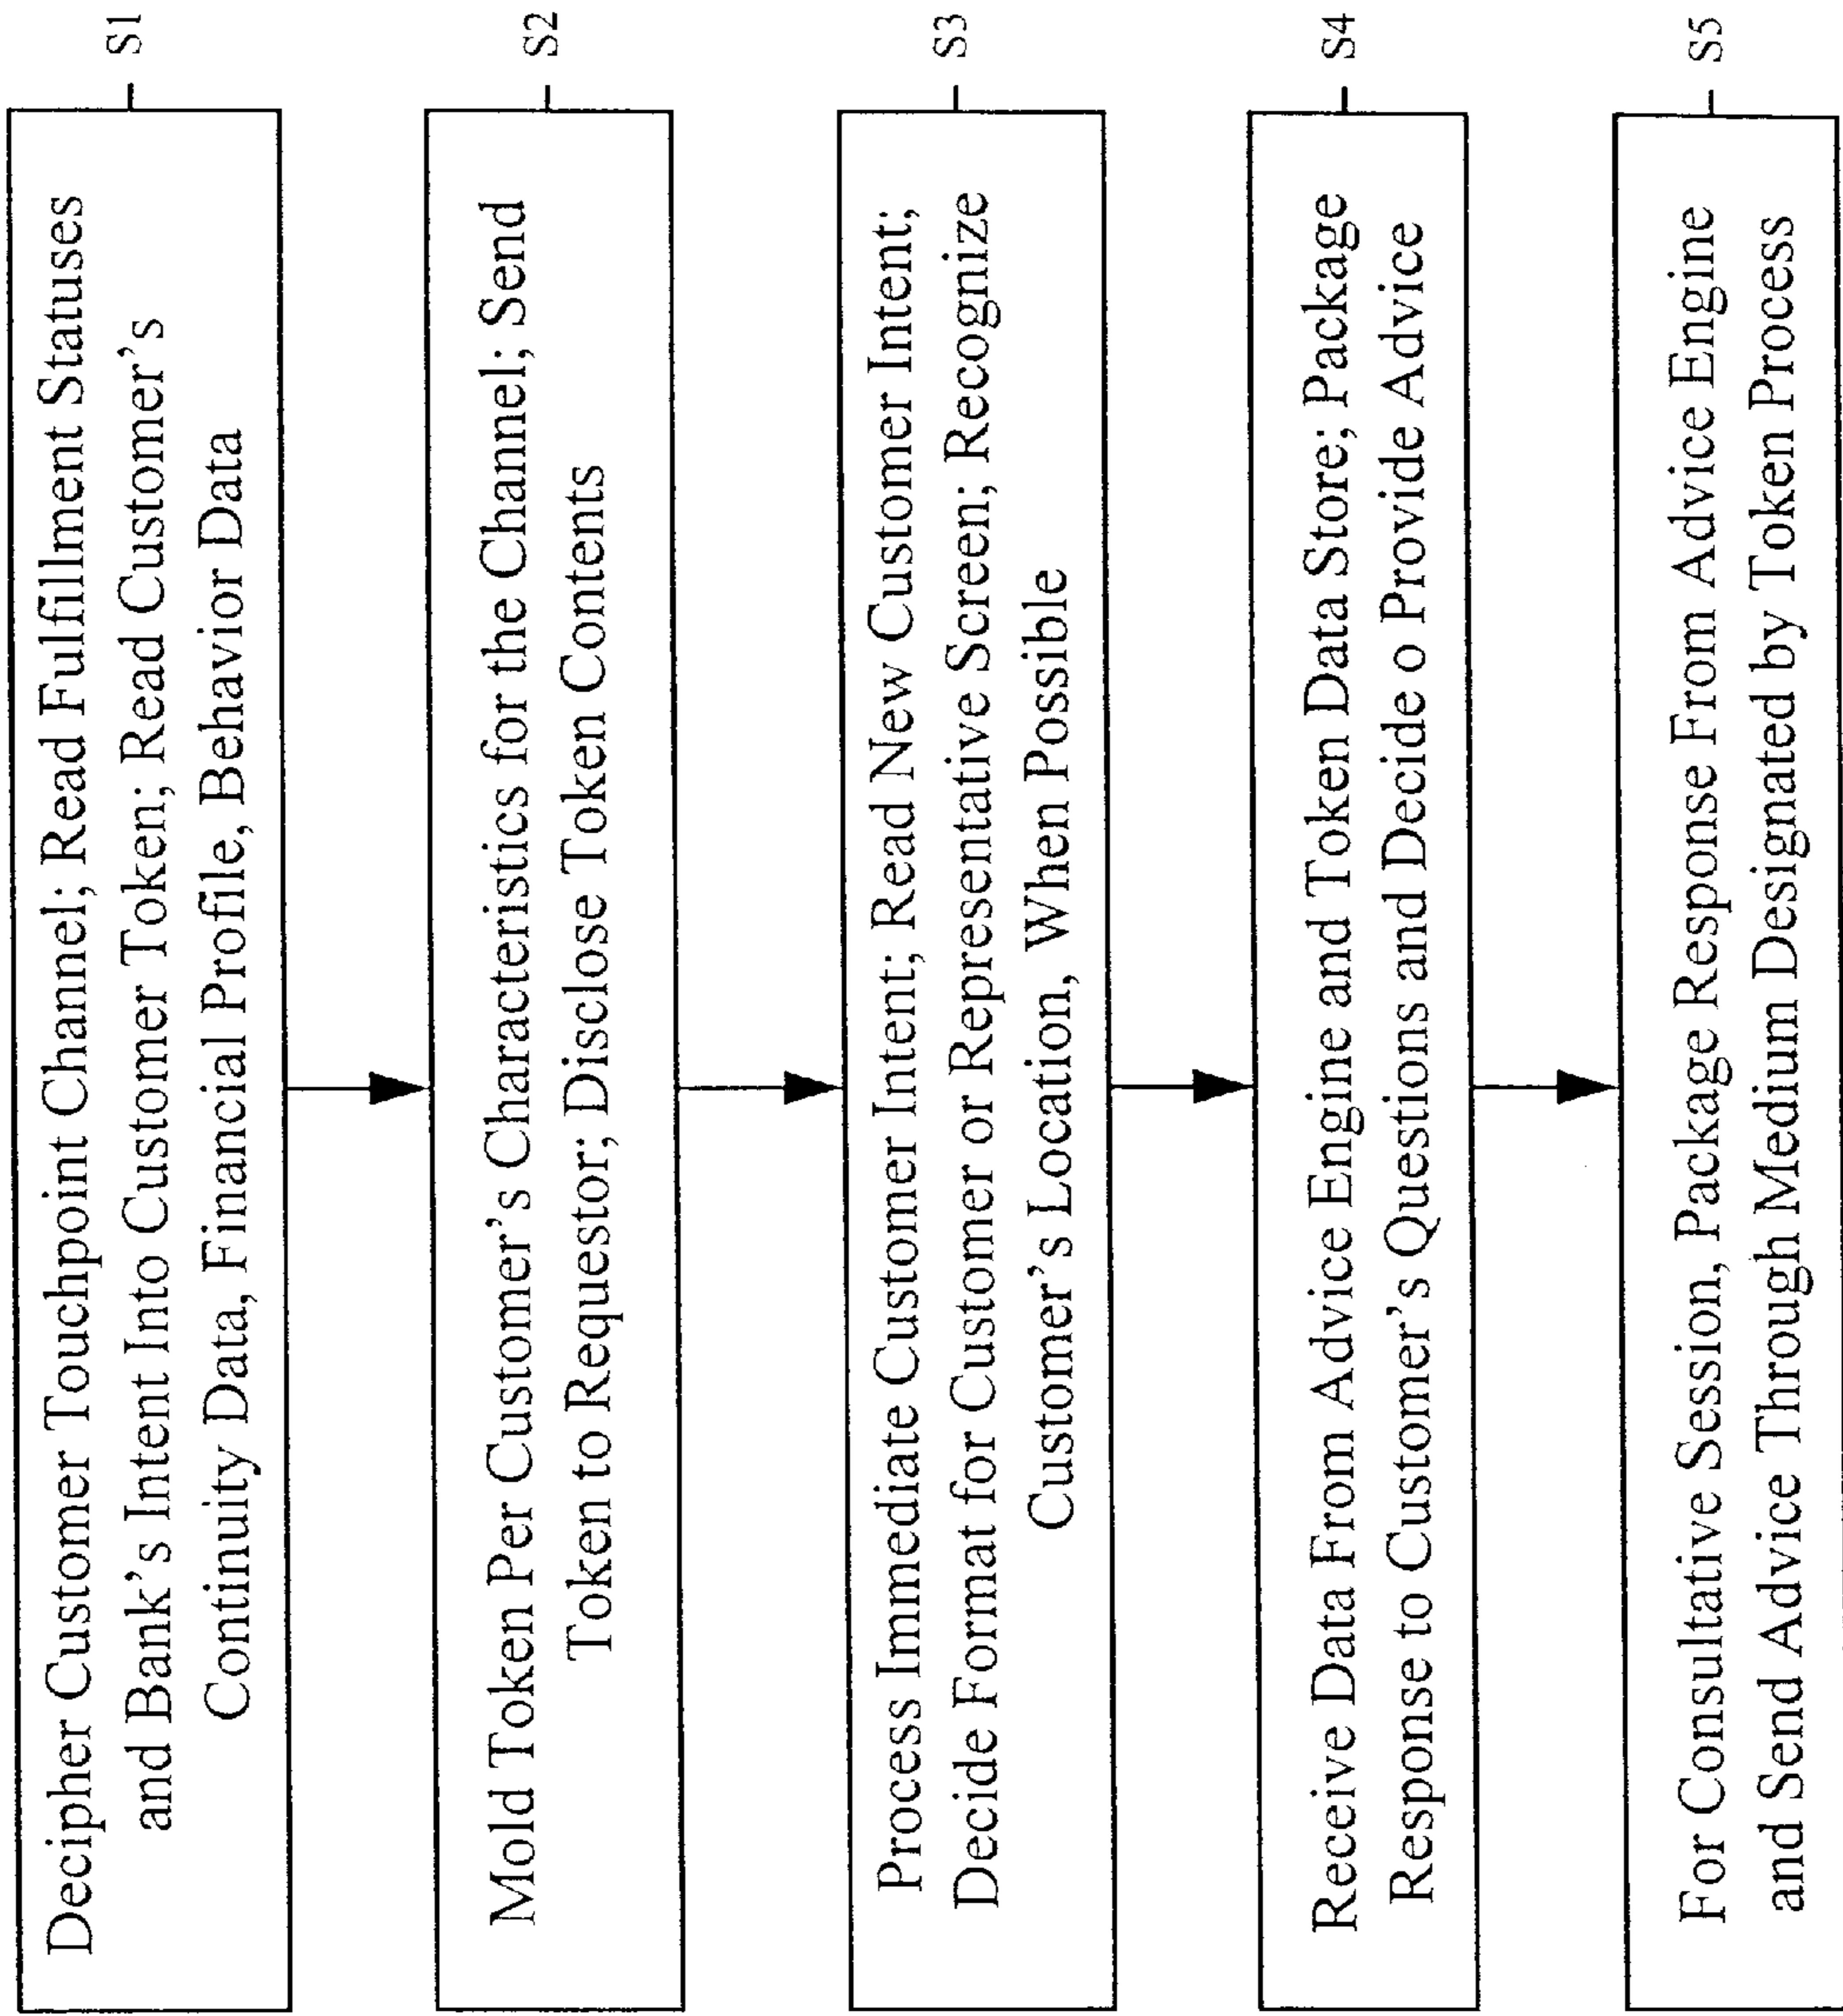 Decipher Customer Touchpoint Channel; Read Fulfillment Statuses
and Bank's Intent Into Customer Token; Read Customer's
Continuity Data, Financial Profile, Behavior Data
S1
Mold Token Per Customer's Characteristics for the Channel; Send
Token to Requestor; Disclose Token Contents
S2
Process Immediate Customer Intent; Read New Customer Intent;
Decide Format for Customer or Representative Screen; Recognize
Customer's Location, When Possible
S3
Receive Data From Advice Engine and Token Data Store; Package
Response to Customer's Questions and Decide o Provide Advice
S4
For Consultative Session, Package Response From Advice Engine
and Send Advice Through Medium Designated by Token Process
S5